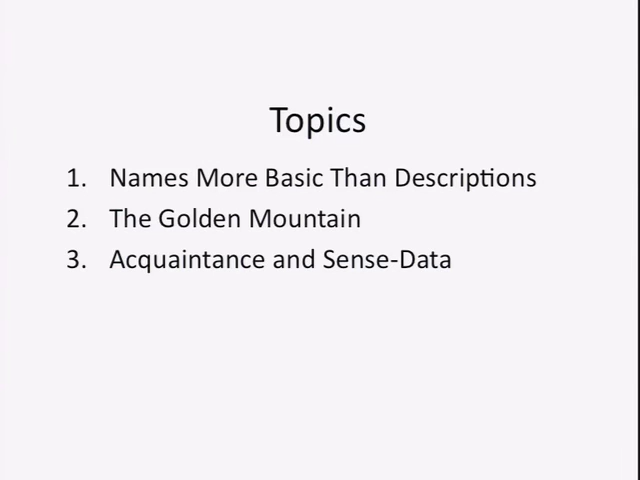 Topics
1. Names More Basic Than Descriptions
2. The Golden Mountain
3. Acquaintance and Sense-Data